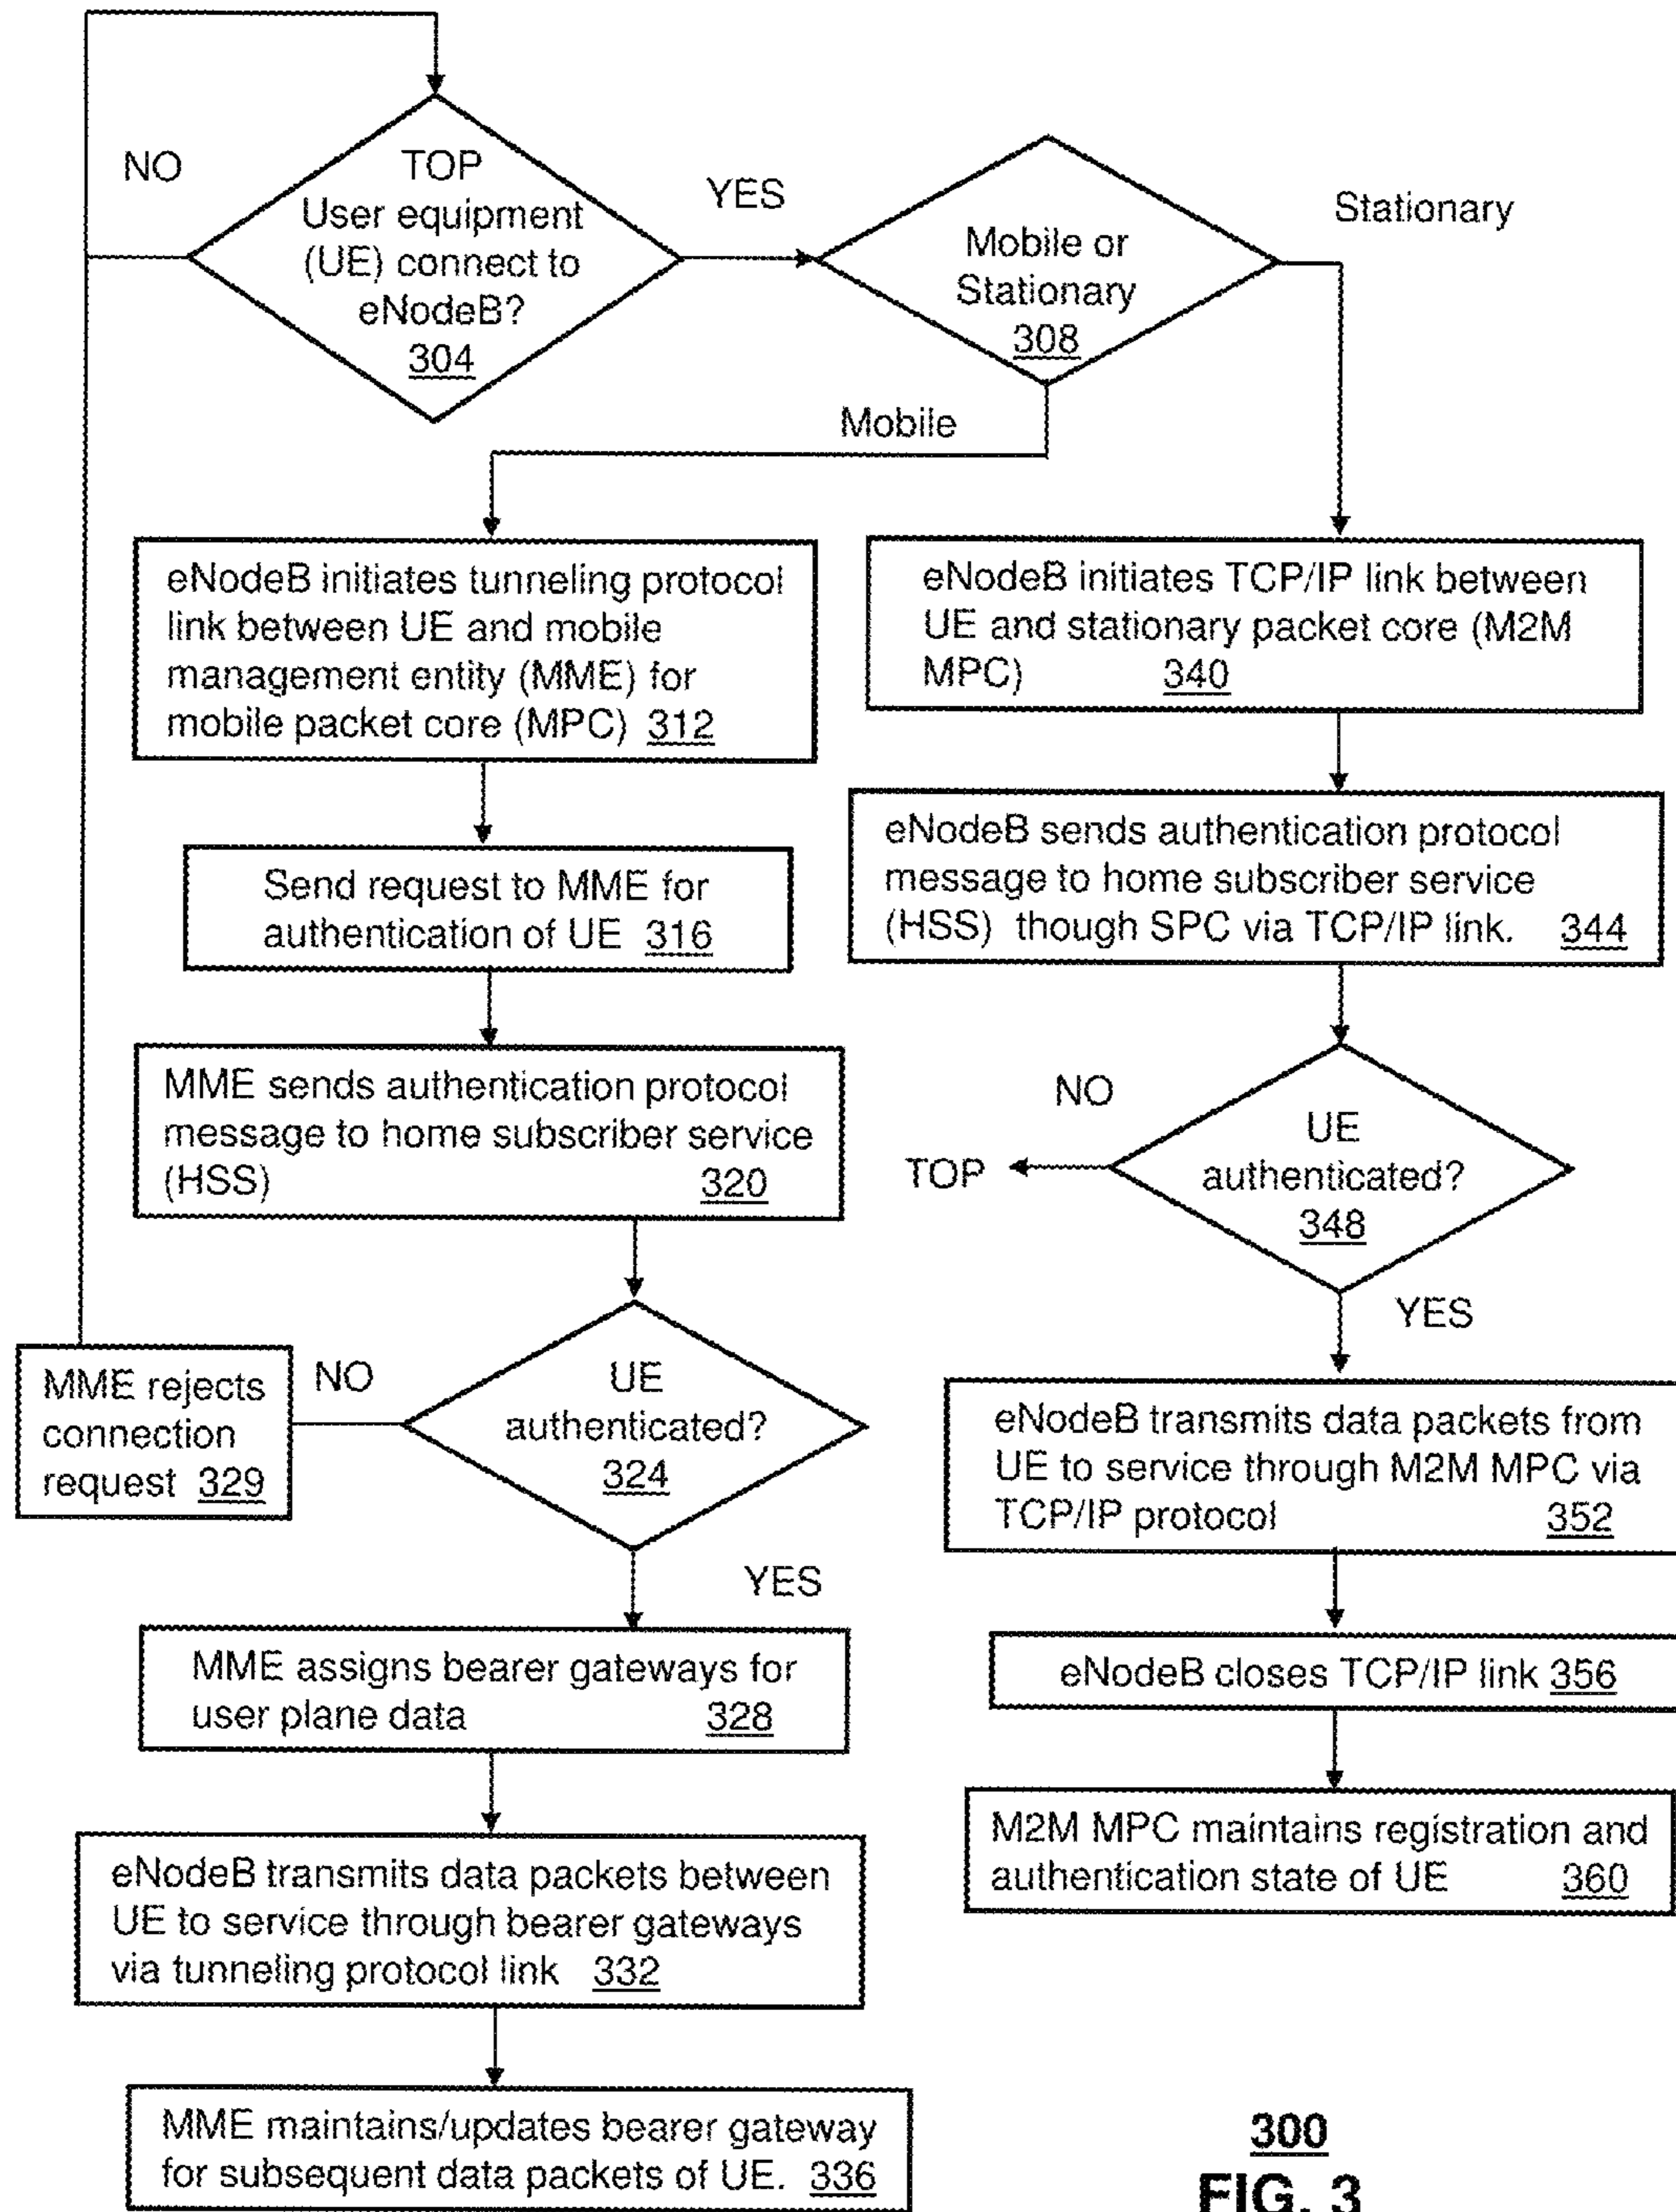 NO
TOP
User equipment
(UE) connect to
eNodeB?
304
YES
Mobile or
Stationary
308
Stationary
Mobile
eNodeB initiates tunneling protocol
link between UE and mobile
management entity (MME) for
mobile packet core (MPC) 312
Send request to MME for
authentication of UE 316
MME sends authentication protocol
message to home subscriber service
(HSS) 320
UE
authenticated?
324
NO
MME rejects
connection
request 329
YES
MME assigns bearer gateways for
user plane data 328
eNodeB transmits data packets between
UE to service through bearer gateways
via tunneling protocol link 332
MME maintains/updates bearer gateway
for subsequent data packets of UE. 336
eNodeB initiates TCP/IP link between
UE and stationary packet core (M2M
MPC) 340
eNodeB sends authentication protocol
message to home subscriber service
(HSS) though SPC via TCP/IP link. 344
UE
authenticated?
348
NO
TOP
YES
eNodeB transmits data packets from
UE to service through M2M MPC via
TCP/IP protocol 352
eNodeB closes TCP/IP link 356
M2M MPC maintains registration and
authentication state of UE 360
300
FIG. 3